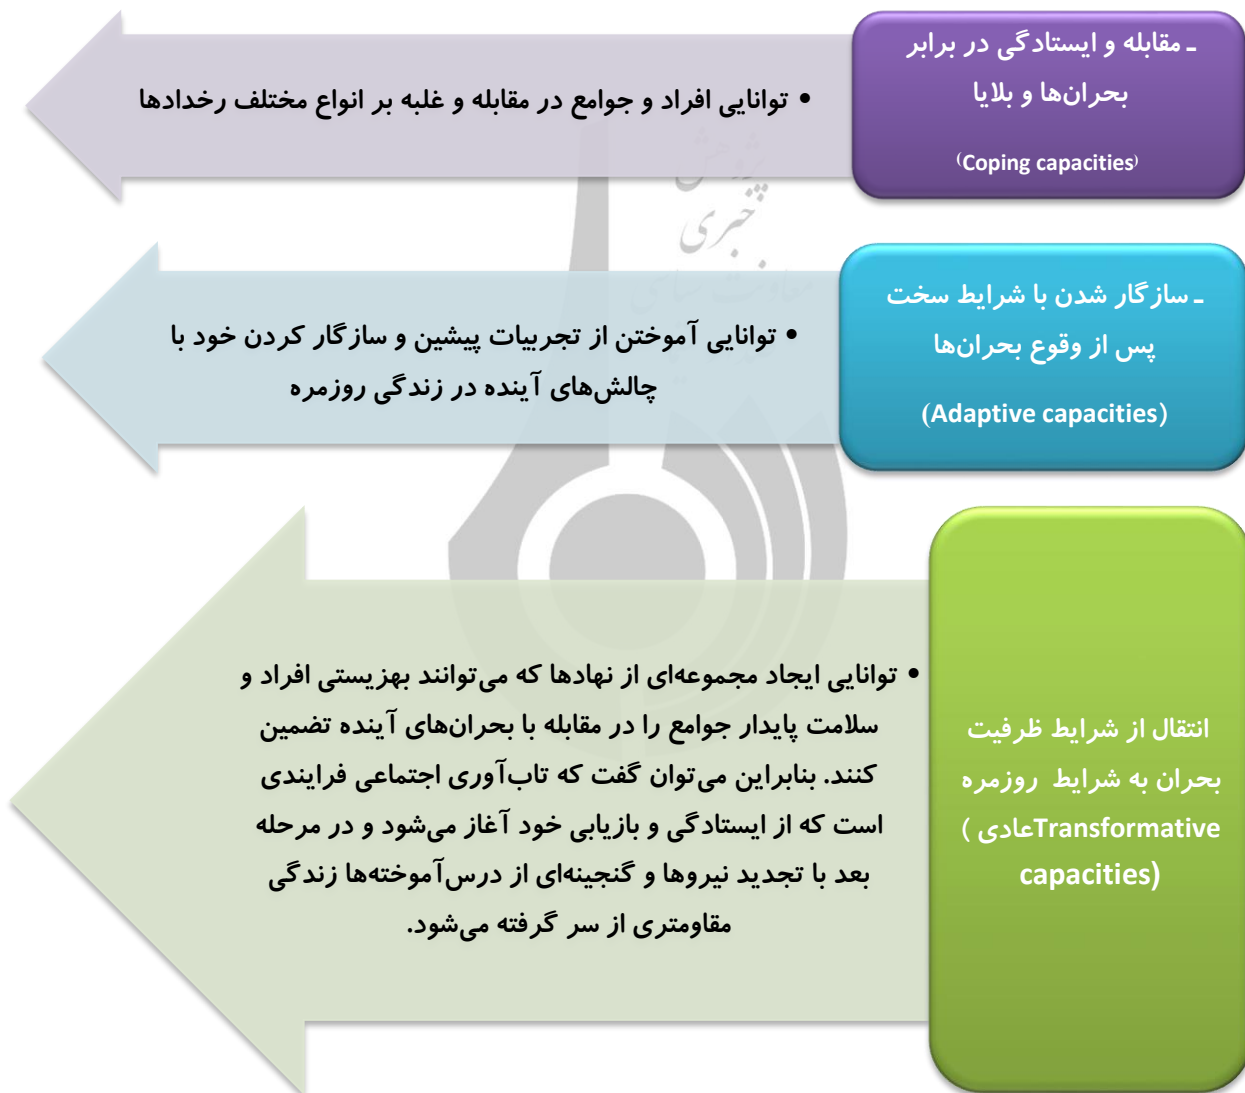 ـ مقابله و ایستادگی در برابر
بحران‌ها و بلایا
(Coping capacities)
• توانایی افراد و جوامع در مقابله و غلبه بر انواع مختلف رخدادها
پژوهش
خبری
معاونت سیاسی
ـ سازگار شدن با شرایط سخت
پس از وقوع بحران‌ها
(Adaptive capacities)
• توانایی آموختن از تجربیات پیشین و سازگار کردن خود با
چالش‌های آینده در زندگی روزمره
انتقال از شرایط ظرفیت
بحران به شرایط روزمره
عادی (Transformative
capacities)
• توانایی ایجاد مجموعه‌ای از نهادها که می‌توانند بهزیستی افراد و
سلامت پایدار جوامع را در مقابله با بحران‌های آینده تضمین
کنند. بنابراین می‌توان گفت که تاب‌آوری اجتماعی فرایندی
است که از ایستادگی و بازیابی خود آغاز می‌شود و در مرحله
بعد با تجدید نیروها و گنجینه‌ای از درس‌آموخته‌ها زندگی
مقاومتری از سر گرفته می‌شود.